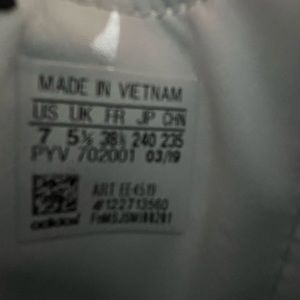 MADE IN VIETNAM
US UK FR JP CHN
7 5½ 38⅔ 240 235
PYV 702001 03/19
ART EE4519
#122713560
adidas